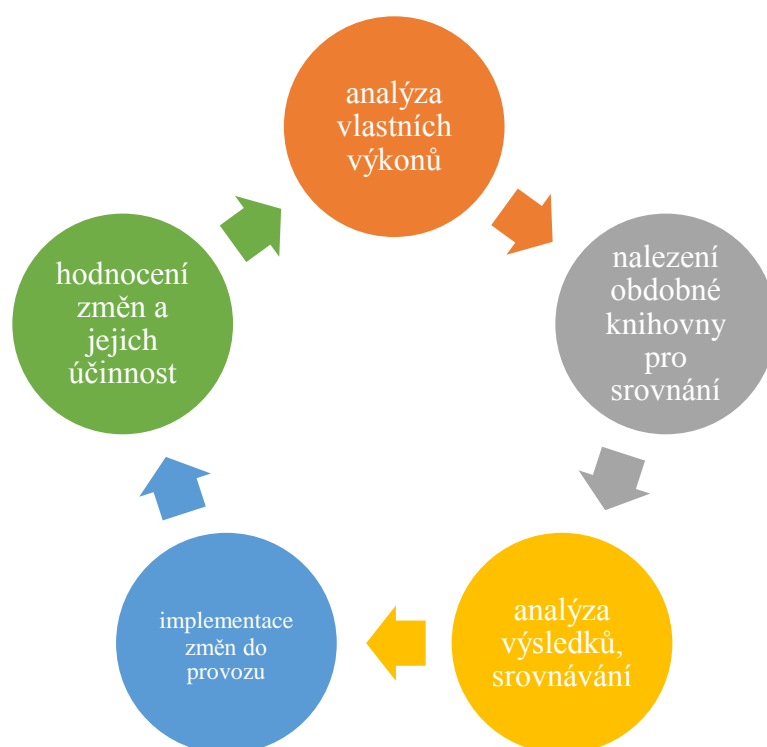 analýza
vlastních
výkonů
nalezení
obdobné
knihovny
pro
srovnání
analýza
výsledků,
srovnávání
implementace
změn do
provozu
hodnocení
změn a
jejich
účinnost